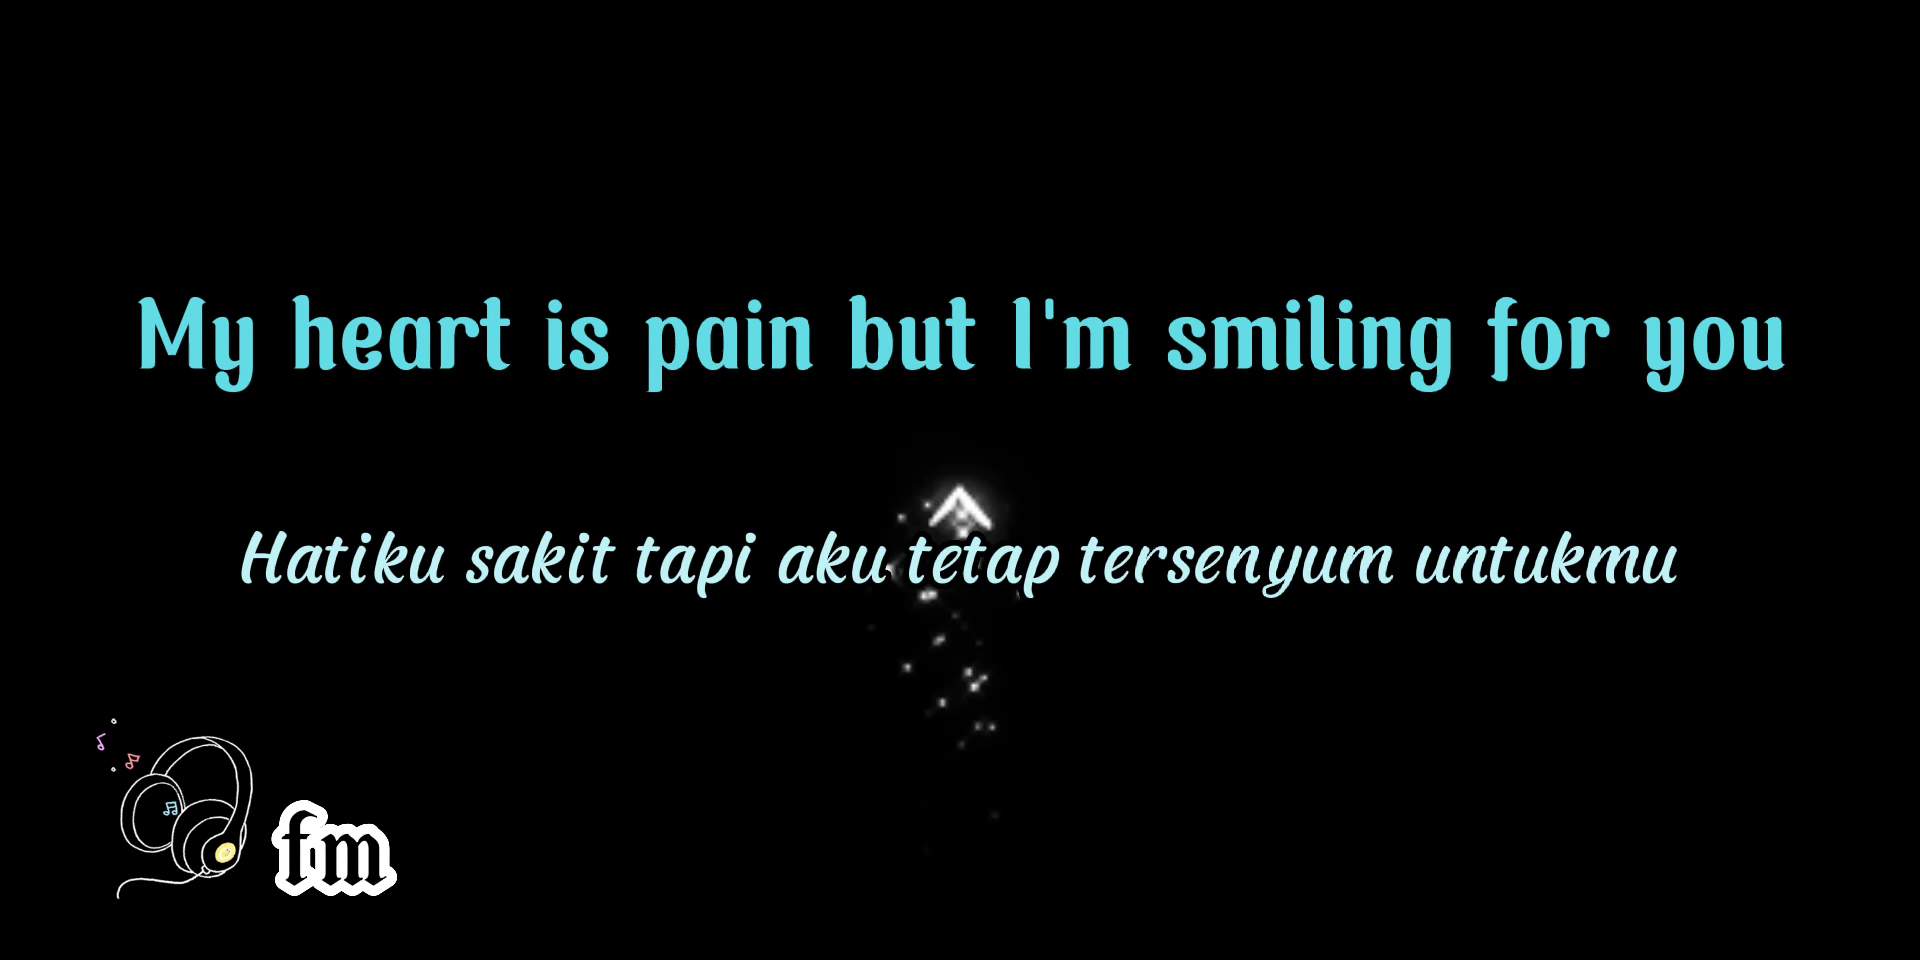 My heart is pain but I'm smiling for you
Hatiku sakit tapi aku tetap tersenyum untukmu
fm